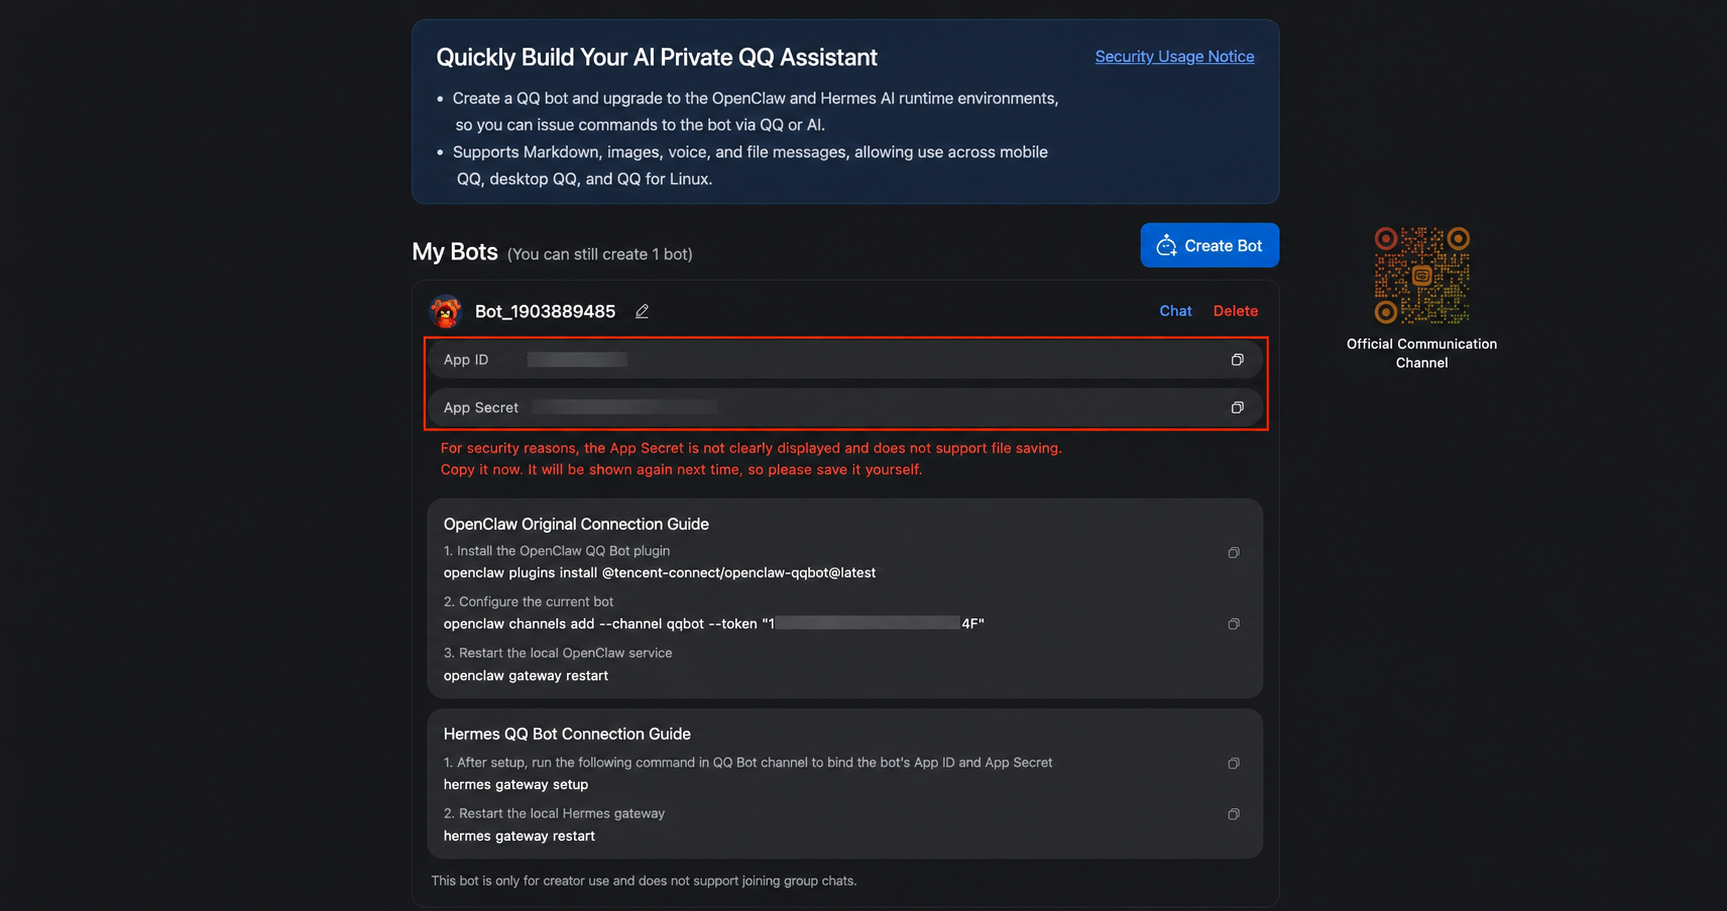 Quickly Build Your AI Private QQ Assistant
Security Usage Notice
• Create a QQ bot and upgrade to the OpenClaw and Hermes AI runtime environments,
so you can issue commands to the bot via QQ or AI.
• Supports Markdown, images, voice, and file messages, allowing use across mobile
QQ, desktop QQ, and QQ for Linux.
My Bots (You can still create 1 bot)
Create Bot
Bot_1903889485
Chat
Delete
App ID
App Secret
For security reasons, the App Secret is not clearly displayed and does not support file saving.
Copy it now. It will be shown again next time, so please save it yourself.
OpenClaw Original Connection Guide
1. Install the OpenClaw QQ Bot plugin
openclaw plugins install @tencent-connect/openclaw-qqbot@latest
2. Configure the current bot
openclaw channels add --channel qqbot --token "1 4F"
3. Restart the local OpenClaw service
openclaw gateway restart
Hermes QQ Bot Connection Guide
1. After setup, run the following command in QQ Bot channel to bind the bot's App ID and App Secret
hermes gateway setup
2. Restart the local Hermes gateway
hermes gateway restart
This bot is only for creator use and does not support joining group chats.
Official Communication
Channel